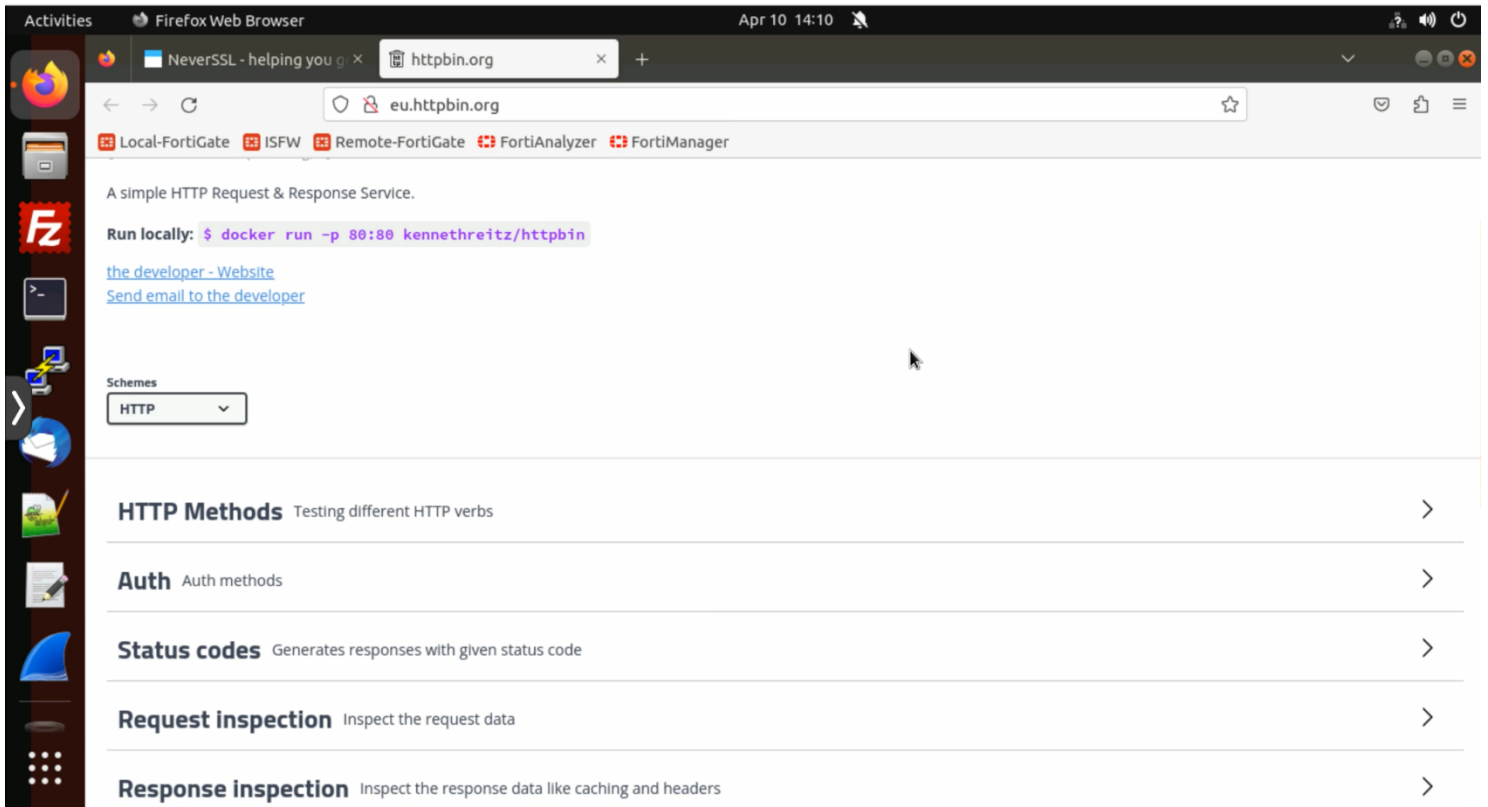 Activities Firefox Web Browser Apr 10 14:10
NeverSSL - helping you g httpbin.org
eu.httpbin.org
Local-FortiGate ISFW Remote-FortiGate FortiAnalyzer FortiManager
A simple HTTP Request & Response Service.
Run locally: $ docker run -p 80:80 kennethreitz/httpbin
the developer - Website
Send email to the developer
Schemes
HTTP
HTTP Methods Testing different HTTP verbs
Auth Auth methods
Status codes Generates responses with given status code
Request inspection Inspect the request data
Response inspection Inspect the response data like caching and headers